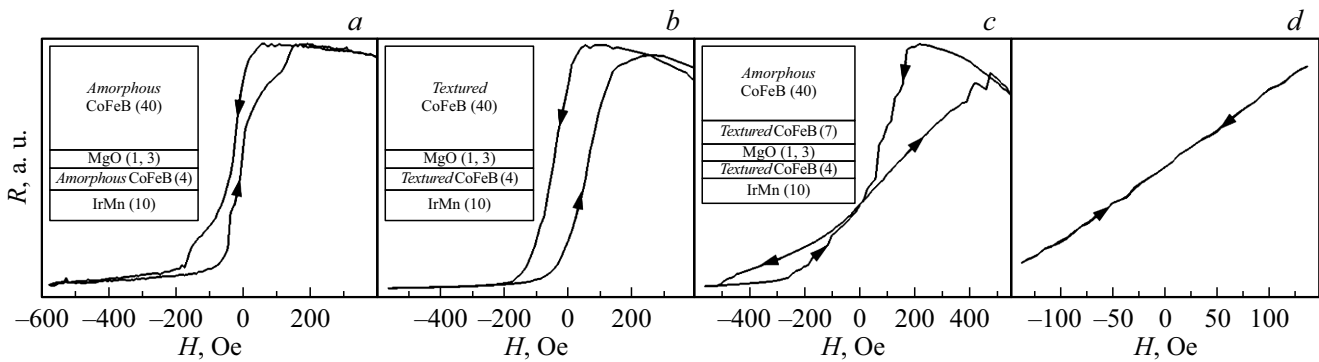 a
b
c
d
R, a. u.
Amorphous
CoFeB (40)
MgO (1, 3)
Amorphous CoFeB (4)
IrMn (10)
Textured
CoFeB (40)
MgO (1, 3)
Textured CoFeB (4)
IrMn (10)
Amorphous
CoFeB (40)
Textured CoFeB (7)
MgO (1, 3)
Textured CoFeB (4)
IrMn (10)
–600 –400 –200 0 200
–400 –200 0 200
–400 –200 0 200 400
–100 –50 0 50 100
H, Oe
H, Oe
H, Oe
H, Oe